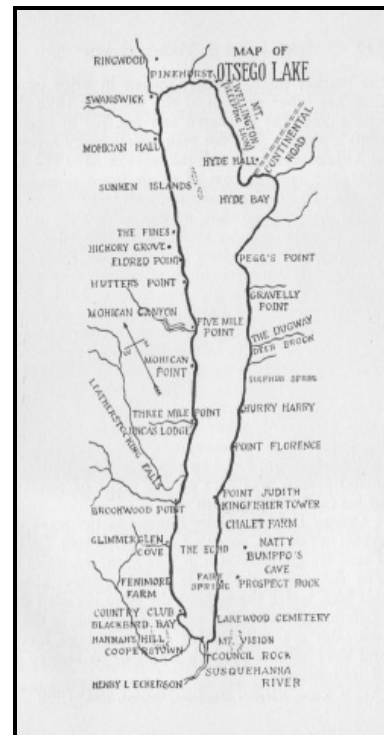 MAP OF
OTSEGO LAKE
RINGWOOD
PINEHURST
SWANSWICK
MT.
WELLINGTON
(SLEEPING LION)
CONTINENTAL
ROAD
MOHICAN HALL
HYDE HALL
SUNKEN ISLANDS
HYDE BAY
THE PINES
HICKORY GROVE
ELDRED POINT
PEGG'S POINT
HUTTER'S POINT
GRAVELLY
POINT
MOHICAN CANYON
FIVE MILE
POINT
THE DUGWAY
DEER BROOK
MOHICAN
POINT
SULPHUR SPRING
LEATHERSTOCKING FALLS
THREE MILE POINT
HURRY HARRY
UNCAS LODGE
POINT FLORENCE
POINT JUDITH
KINGFISHER TOWER
BROOKWOOD POINT
CHALET FARM
GLIMMERGLEN
COVE
THE ECHO
NATTY
BUMPPO'S
CAVE
FENIMORE
FARM
FAIRY
SPRING
PROSPECT ROCK
COUNTRY CLUB
BLACKBIRD BAY
LAKEWOOD CEMETERY
HANNAH'S HILL
COOPERSTOWN
MT. VISION
COUNCIL ROCK
SUSQUEHANNA
RIVER
HENRY L. ECKERSON